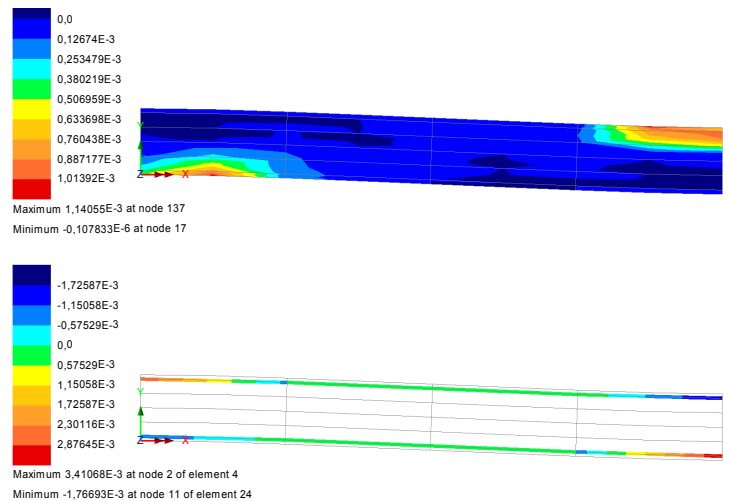 0,0
0,12674E-3
0,253479E-3
0,380219E-3
0,506959E-3
0,633698E-3
0,760438E-3
0,887177E-3
1,01392E-3
Y
Z X
Maximum 1,14055E-3 at node 137
Minimum -0,107833E-6 at node 17
-1,72587E-3
-1,15058E-3
-0,57529E-3
0,0
0,57529E-3
1,15058E-3
1,72587E-3
2,30116E-3
2,87645E-3
Y
Z X
Maximum 3,41068E-3 at node 2 of element 4
Minimum -1,76693E-3 at node 11 of element 24